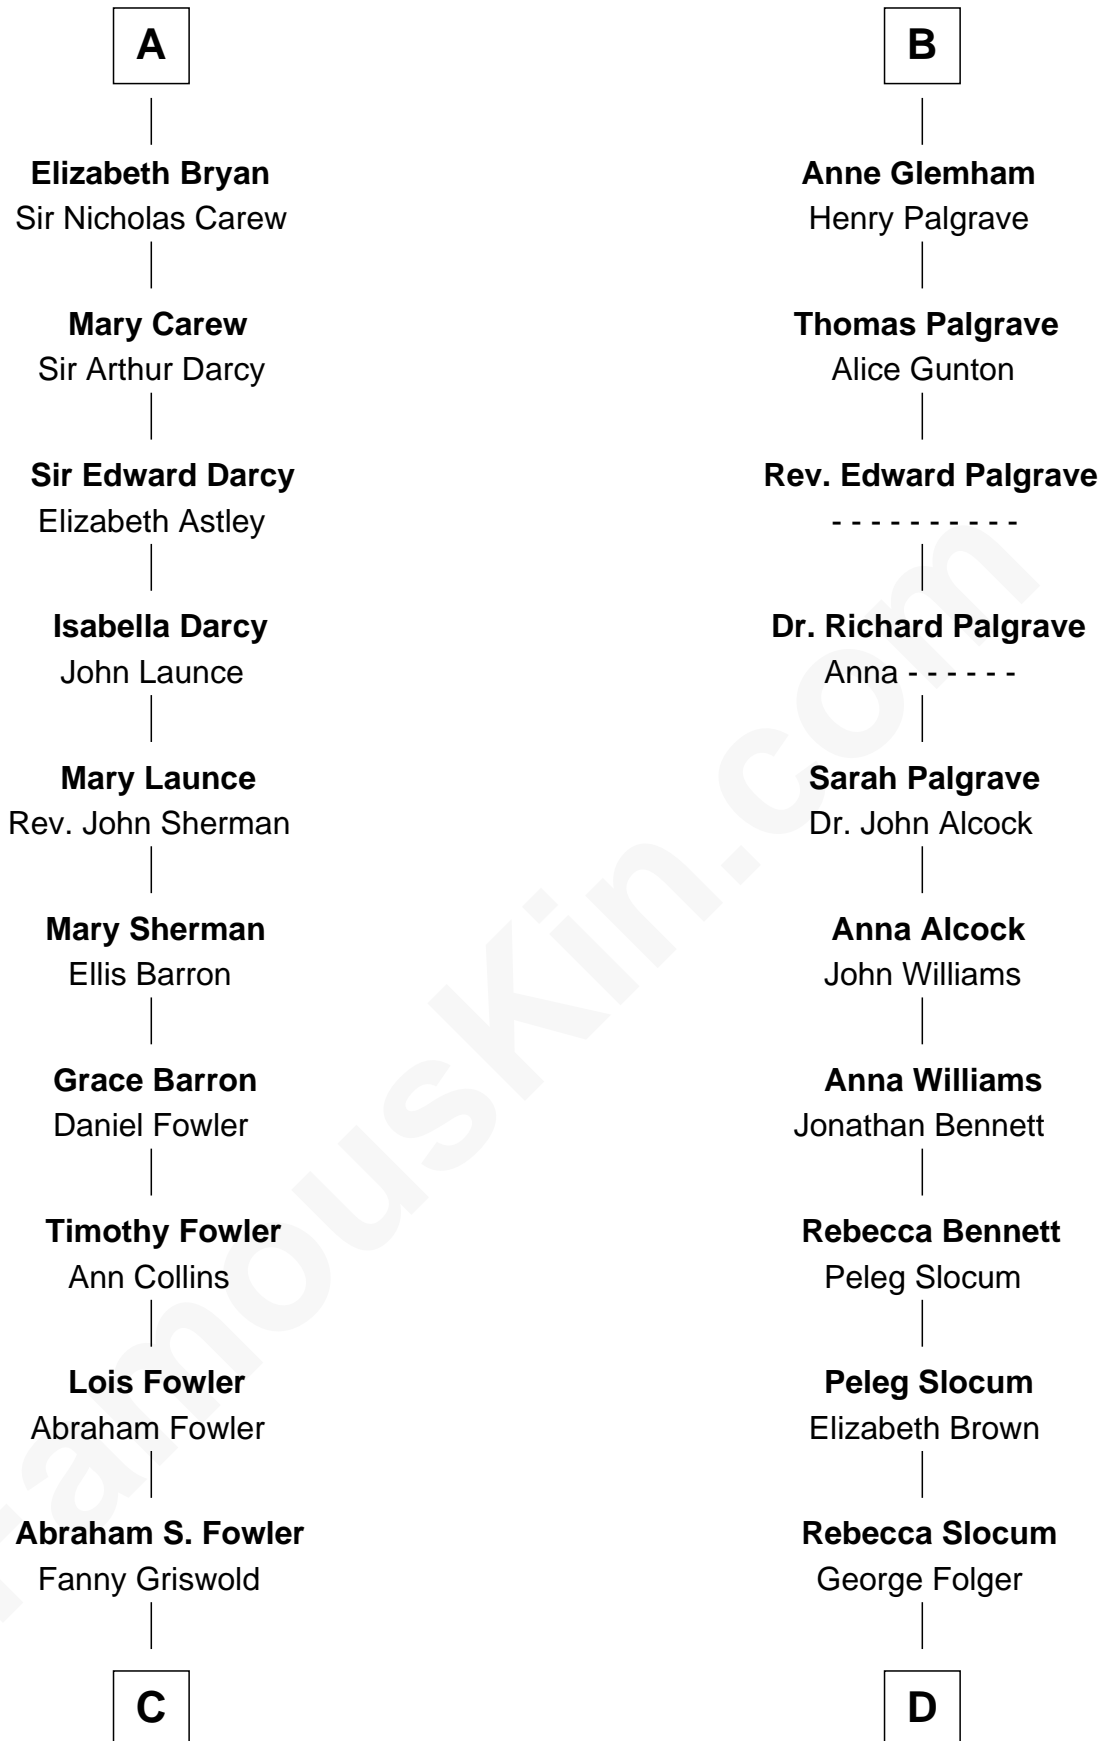 A
Elizabeth Bryan
Sir Nicholas Carew
Mary Carew
Sir Arthur Darcy
Sir Edward Darcy
Elizabeth Astley
Isabella Darcy
John Launce
Mary Launce
Rev. John Sherman
Mary Sherman
Ellis Barron
Grace Barron
Daniel Fowler
Timothy Fowler
Ann Collins
Lois Fowler
Abraham Fowler
Abraham S. Fowler
Fanny Griswold
C
B
Anne Glemham
Henry Palgrave
Thomas Palgrave
Alice Gunton
Rev. Edward Palgrave
- - - - - - - - - -
Dr. Richard Palgrave
Anna - - - - - -
Sarah Palgrave
Dr. John Alcock
Anna Alcock
John Williams
Anna Williams
Jonathan Bennett
Rebecca Bennett
Peleg Slocum
Peleg Slocum
Elizabeth Brown
Rebecca Slocum
George Folger
D
FamousKin.com